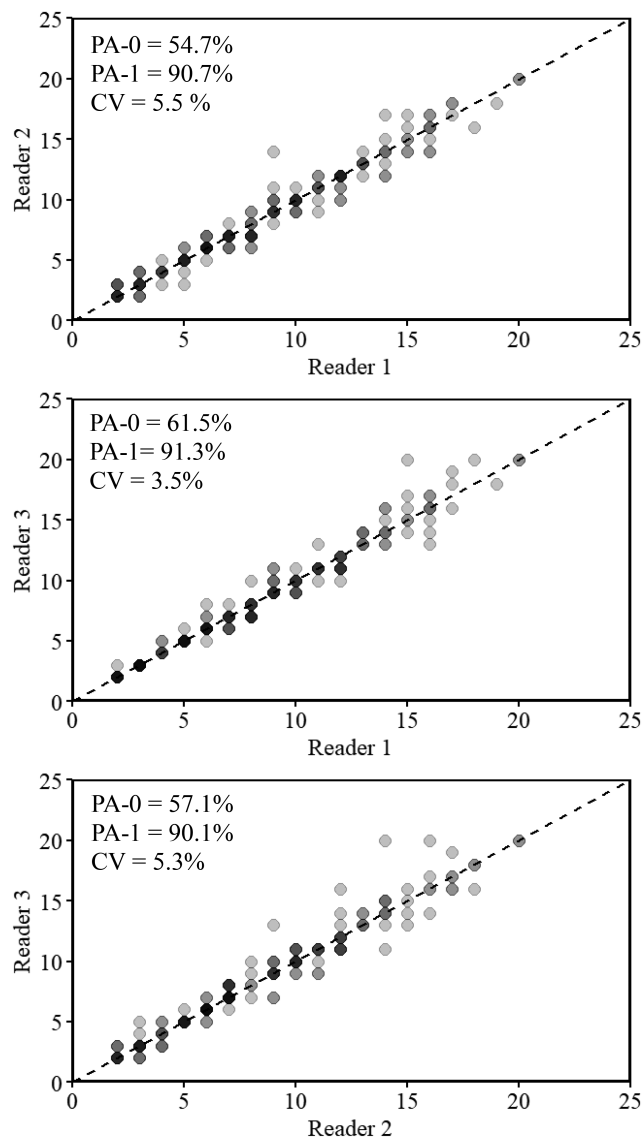 25
PA-0 = 54.7%
PA-1 = 90.7%
CV = 5.5 %
20
15
10
5
0
Reader 2
0 5 10 15 20 25
Reader 1
25
PA-0 = 61.5%
PA-1= 91.3%
CV = 3.5%
20
15
10
5
0
Reader 3
0 5 10 15 20 25
Reader 1
25
PA-0 = 57.1%
PA-1 = 90.1%
CV = 5.3%
20
15
10
5
0
Reader 3
0 5 10 15 20 25
Reader 2